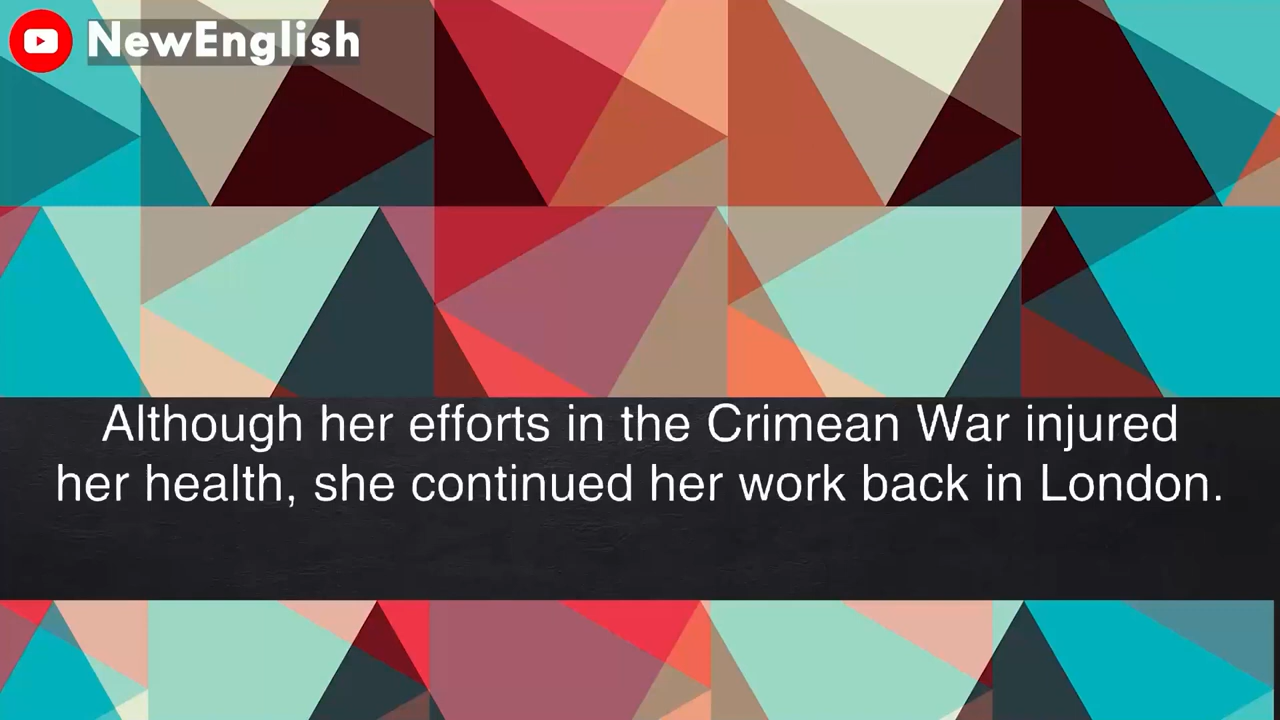 NewEnglish
Although her efforts in the Crimean War injured
her health, she continued her work back in London.